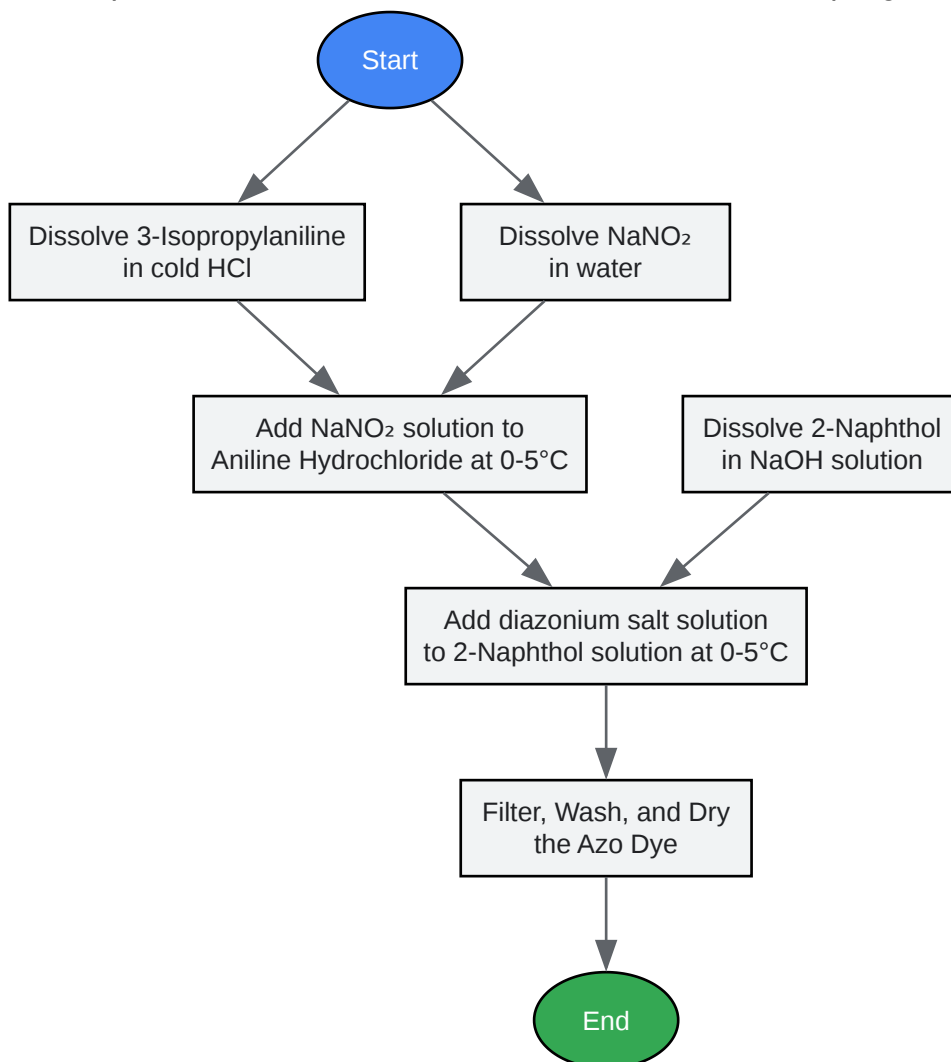 Start
Dissolve 3-Isopropylaniline
in cold HCl
Dissolve NaNO₂
in water
Add NaNO₂ solution to
Aniline Hydrochloride at 0-5°C
Dissolve 2-Naphthol
in NaOH solution
Add diazonium salt solution
to 2-Naphthol solution at 0-5°C
Filter, Wash, and Dry
the Azo Dye
End